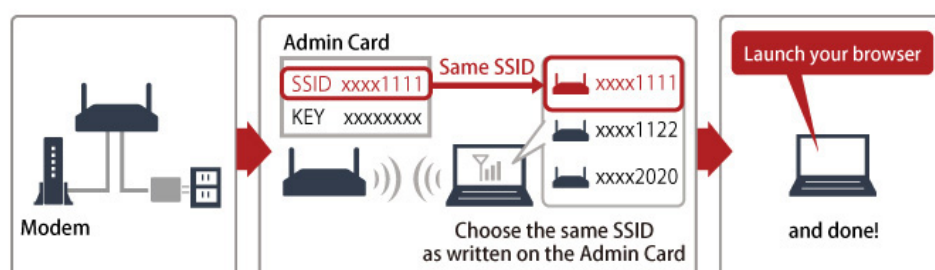 Modem
Admin Card
SSID xxxx1111
KEY xxxxxxxx
Same SSID
xxxx1111
xxxx1122
xxxx2020
Choose the same SSID
as written on the Admin Card
Launch your browser
and done!